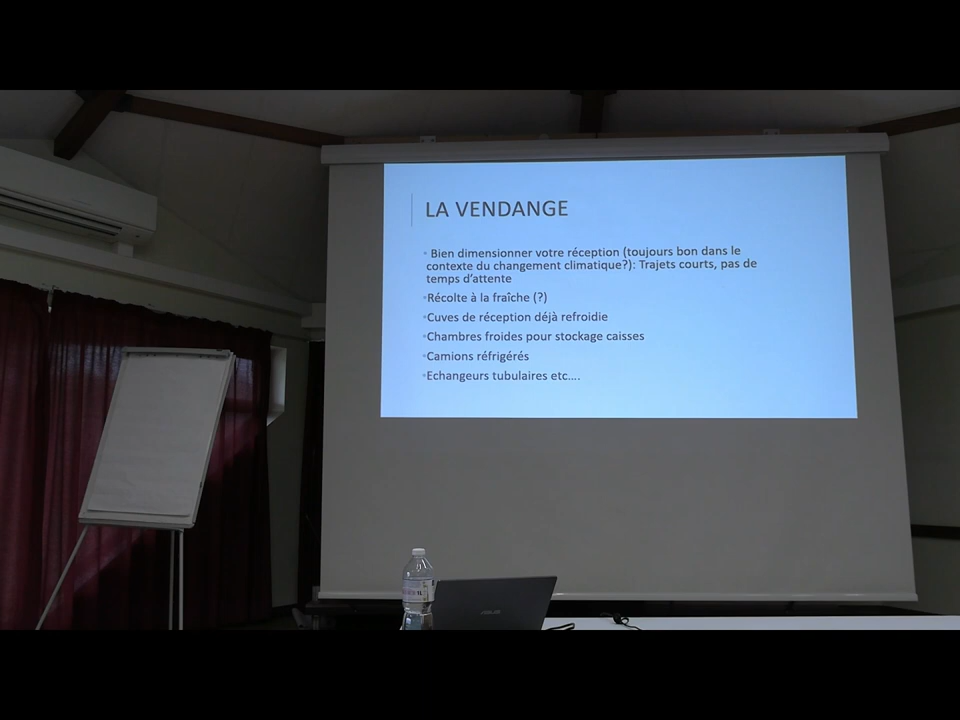 LA VENDANGE
• Bien dimensionner votre réception (toujours bon dans le
contexte du changement climatique?): Trajets courts, pas de
temps d'attente
•Récolte à la fraîche (?)
•Cuves de réception déjà refroidie
•Chambres froides pour stockage caisses
•Camions réfrigérés
•Echangeurs tubulaires etc....
ASUS